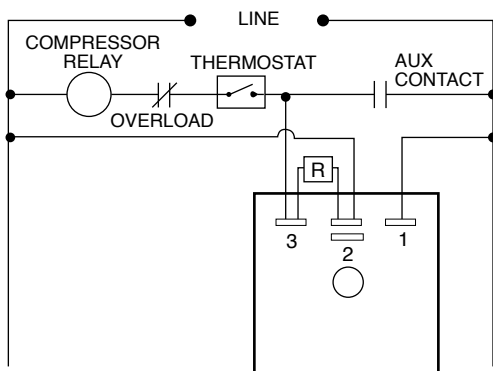 LINE
COMPRESSOR
RELAY
THERMOSTAT
AUX
CONTACT
OVERLOAD
R
3
2
1